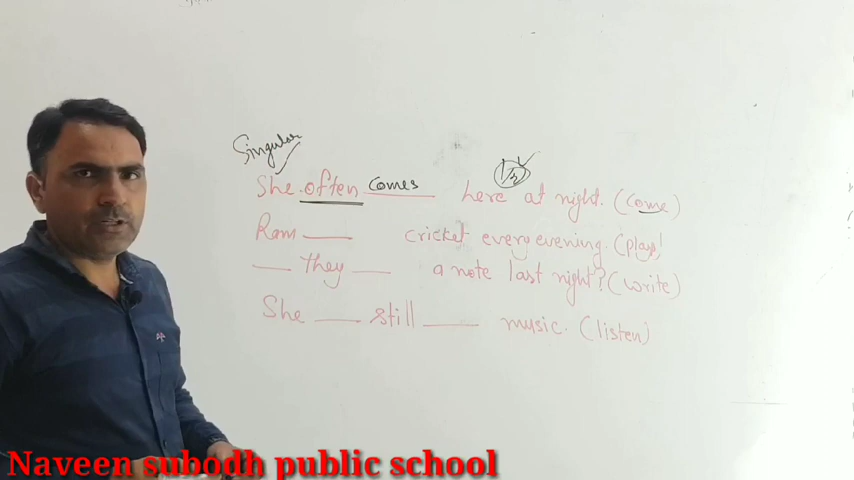 Singular
She often comes ____ here at night. (come)
Ram ____ cricket every evening. (play)
____ they ____ a note last night? (write)
She ____ still ____ music. (listen)
Naveen subodh public school